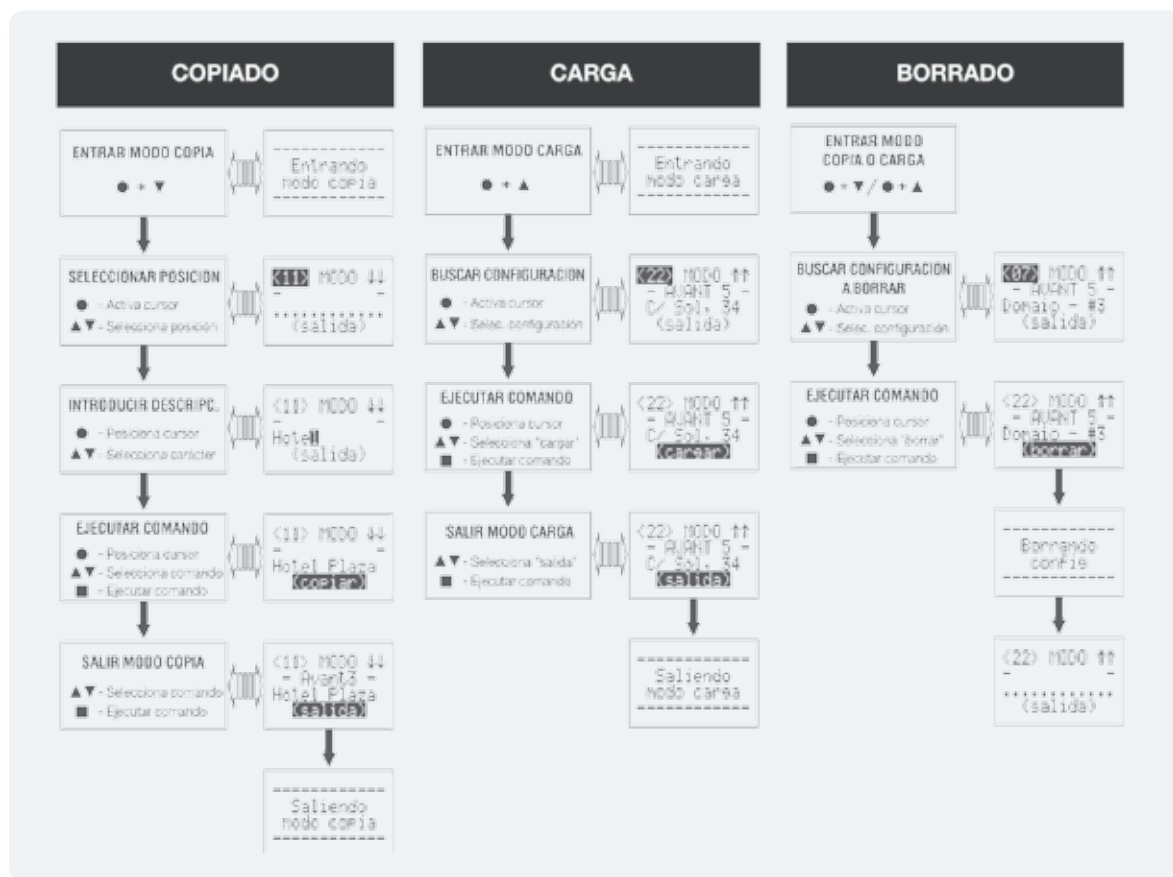 COPIADO
ENTRAR MODO COPIA
● + ▼
Entrando
modo copia
SELECCIONAR POSICIÓN
● - Activa cursor
▲▼ - Selecciona posición
<11> MODO ↓↓
- -
............
(salida)
INTRODUCIR DESCRIPC.
● - Posiciona cursor
▲▼ - Selecciona carácter
<11> MODO ↓↓
Hotel
(salida)
EJECUTAR COMANDO
● - Posiciona cursor
▲▼ - Selecciona comando
■ - Ejecutar comando
<11> MODO ↓↓
- -
Hotel Plaza
(copiar)
SALIR MODO COPIA
▲▼ - Selecciona comando
■ - Ejecutar comando
<11> MODO ↓↓
- Avant3 -
Hotel Plaza
(salida)
Saliendo
modo copia
CARGA
ENTRAR MODO CARGA
● + ▲
Entrando
modo carga
BUSCAR CONFIGURACIÓN
● - Activa cursor
▲▼ - Selec. configuración
<22> MODO ↑↑
- AVANT 5 -
C/ Sol, 34
(salida)
EJECUTAR COMANDO
● - Posiciona cursor
▲▼ - Selecciona "cargar"
■ - Ejecutar comando
<22> MODO ↑↑
- AVANT 5 -
C/ Sol, 34
(cargar)
SALIR MODO CARGA
▲▼ - Selecciona "salida"
■ - Ejecutar comando
<22> MODO ↑↑
- AVANT 5 -
C/ Sol, 34
(salida)
Saliendo
modo carga
BORRADO
ENTRAR MODO
COPIA O CARGA
● + ▼ / ● + ▲
BUSCAR CONFIGURACIÓN
A BORRAR
● - Activa cursor
▲▼ - Selec. configuración
<07> MODO ↑↑
- AVANT 5 -
Domaio - #3
(salida)
EJECUTAR COMANDO
● - Posiciona cursor
▲▼ - Selecciona "borrar"
■ - Ejecutar comando
<22> MODO ↑↑
- AVANT 5 -
Domaio - #3
(borrar)
Borrando
config
<22> MODO ↑↑
- -
............
(salida)